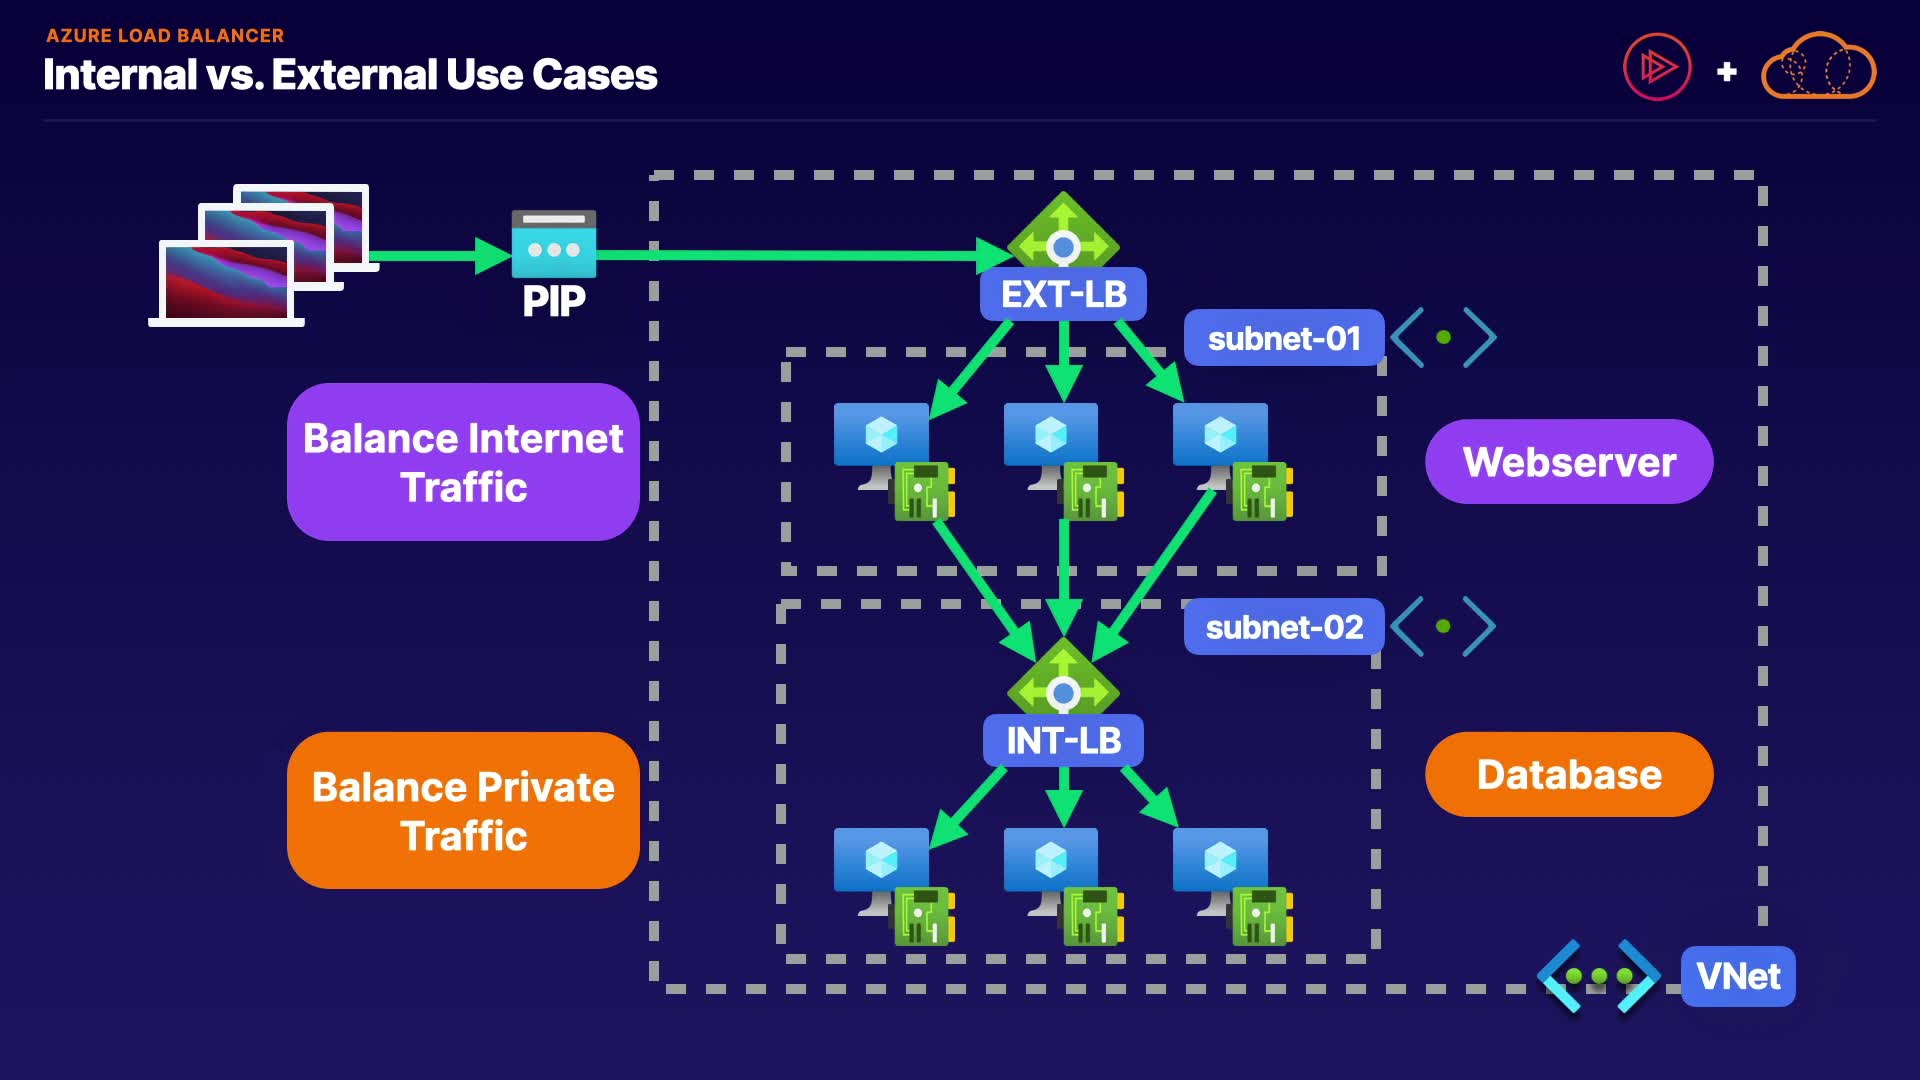 AZURE LOAD BALANCER
Internal vs. External Use Cases
PIP
EXT-LB
subnet-01
Balance Internet
Traffic
Webserver
subnet-02
INT-LB
Balance Private
Traffic
Database
VNet